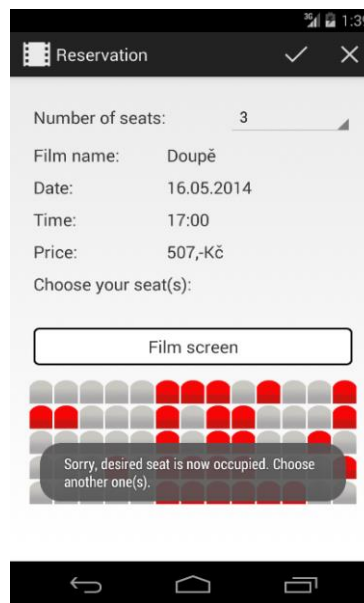 3G 1:39
Reservation
Number of seats: 3
Film name: Doupě
Date: 16.05.2014
Time: 17:00
Price: 507,-Kč
Choose your seat(s):
Film screen
Sorry, desired seat is now occupied. Choose
another one(s).